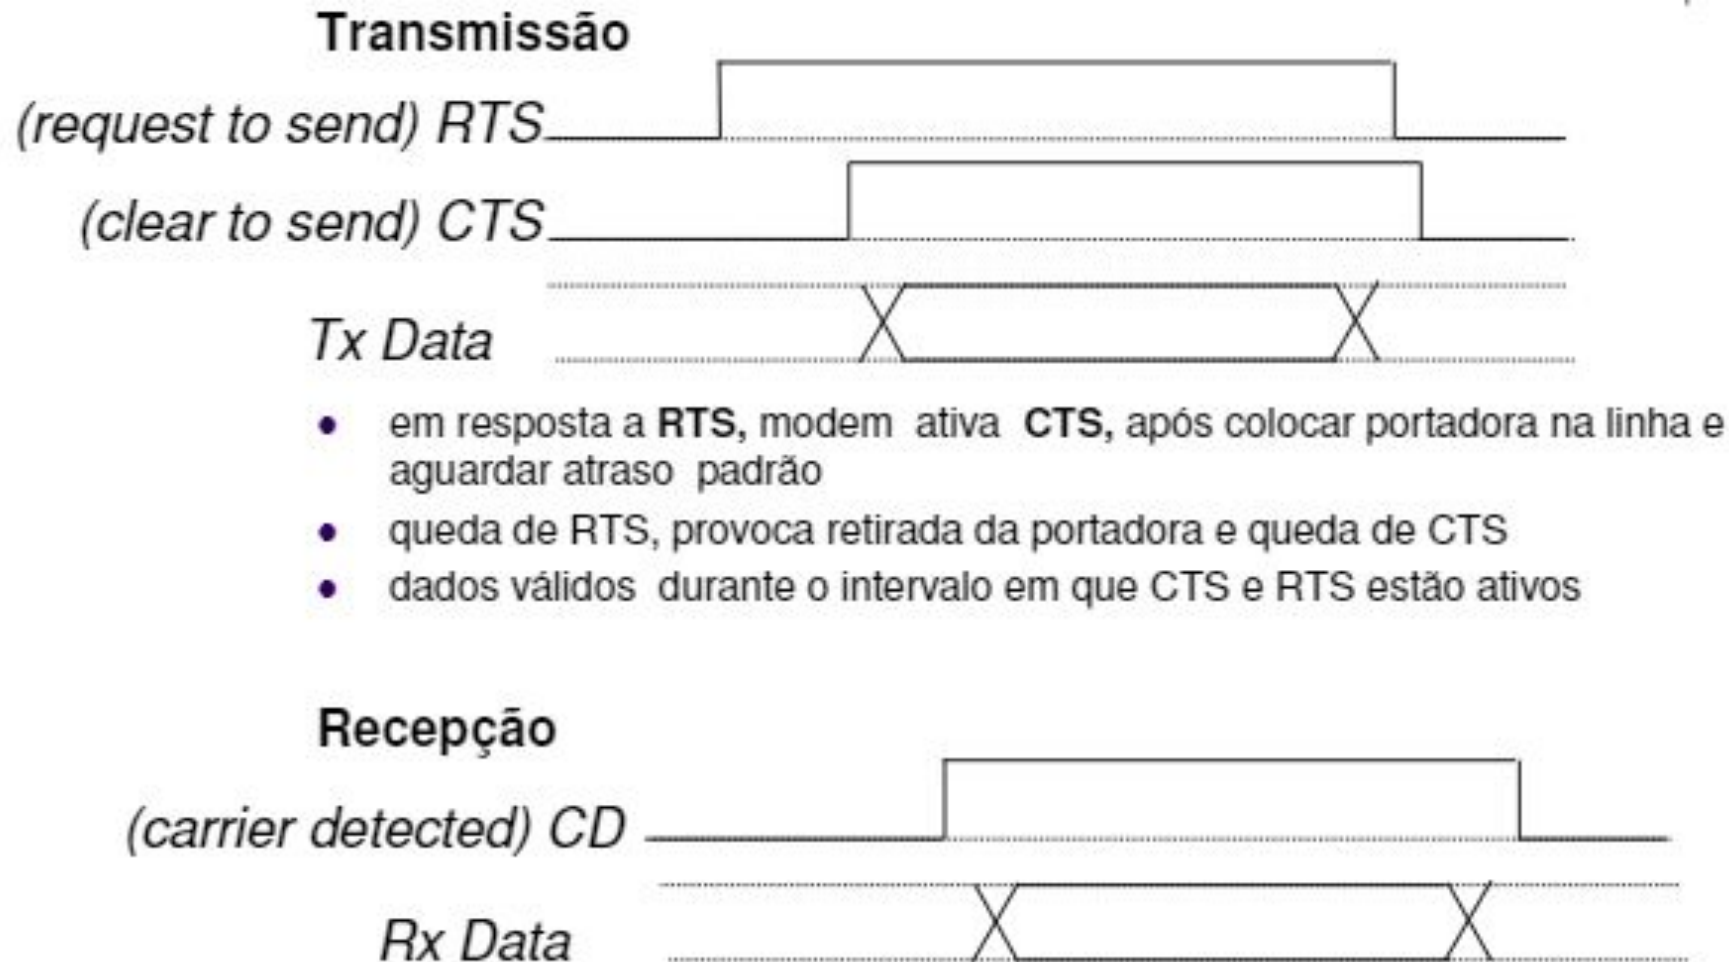 Transmissão
(request to send) RTS
(clear to send) CTS
Tx Data
• em resposta a RTS, modem ativa CTS, após colocar portadora na linha e
aguardar atraso padrão
• queda de RTS, provoca retirada da portadora e queda de CTS
• dados válidos durante o intervalo em que CTS e RTS estão ativos
Recepção
(carrier detected) CD
Rx Data